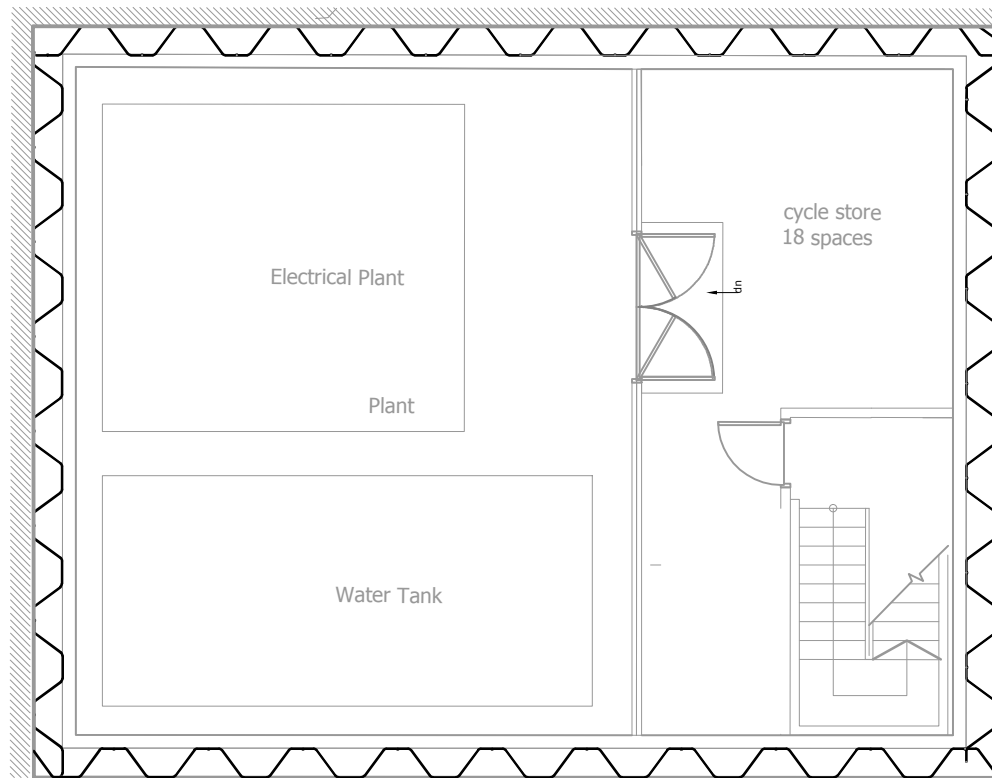 cycle store
18 spaces
Electrical Plant
dn
Plant
Water Tank